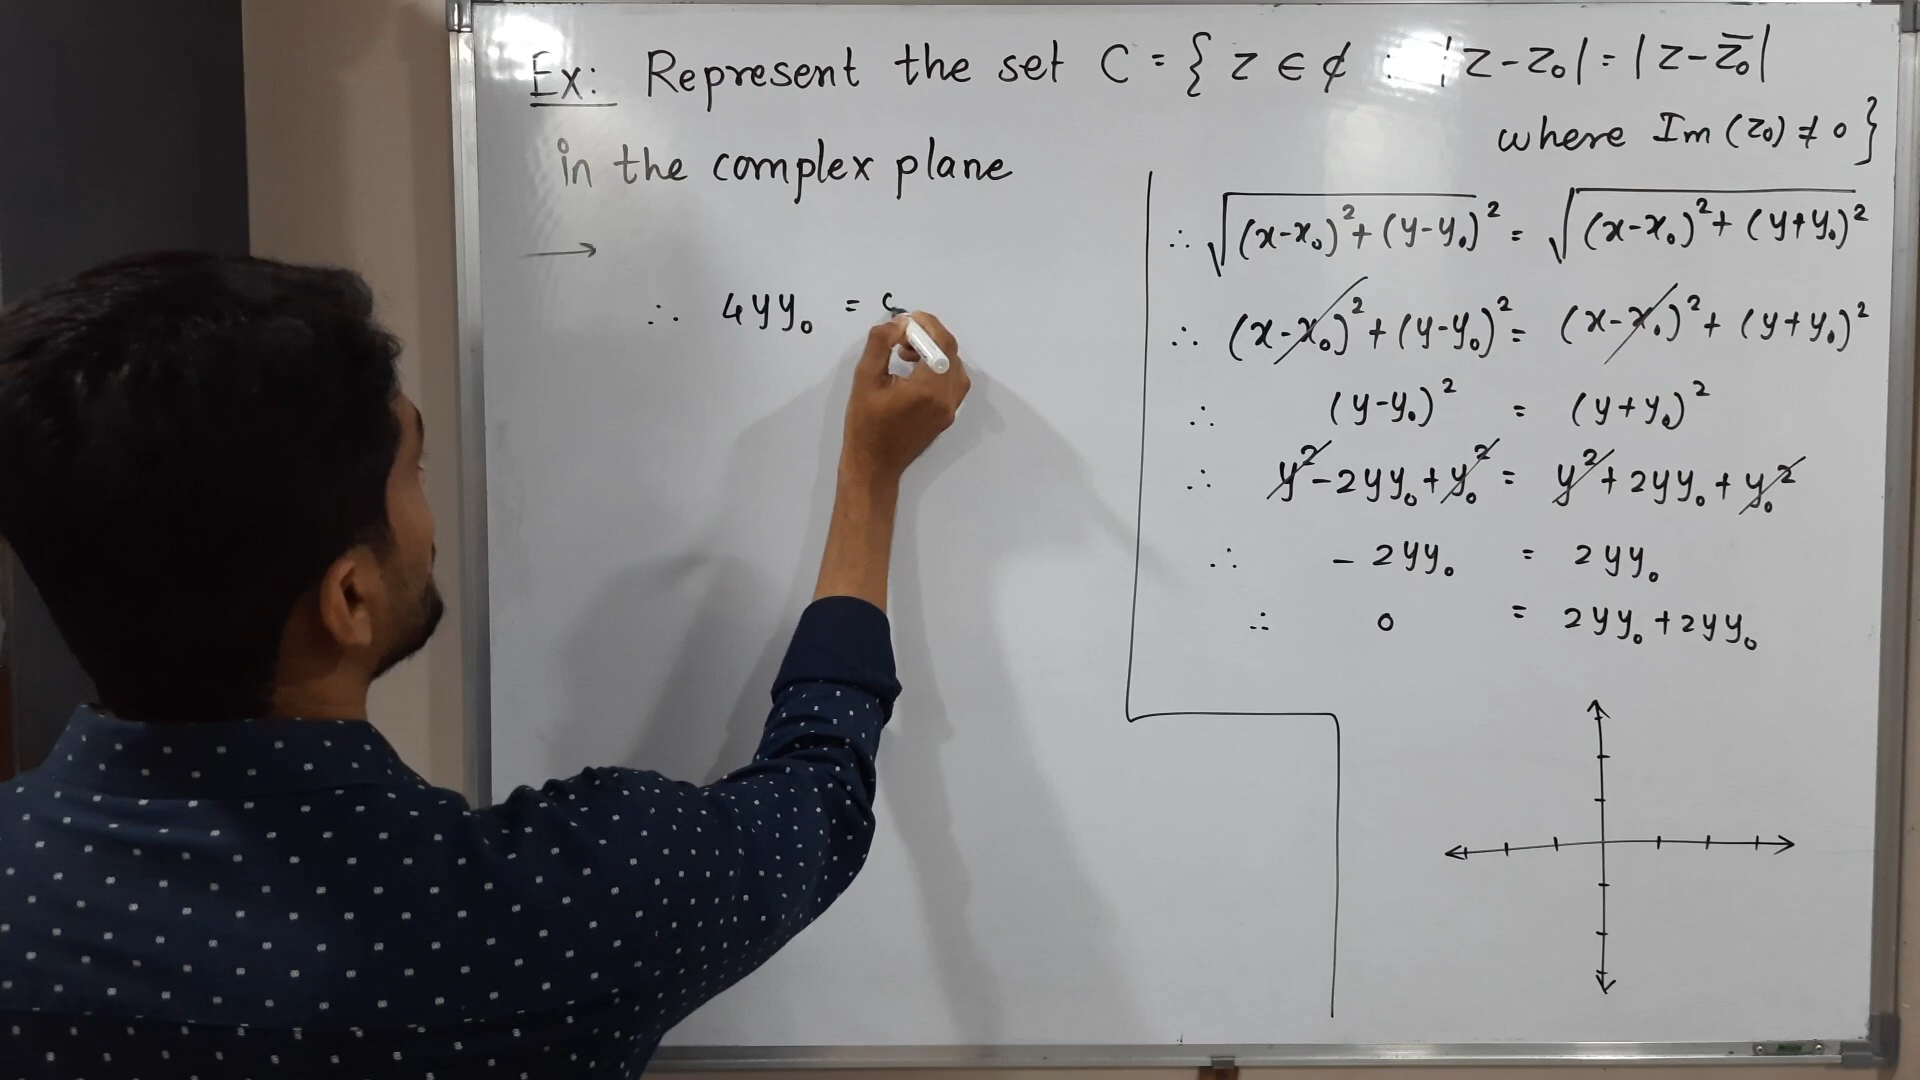 Ex: Represent the set C = { z ∈ ₵ : |z - z₀| = |z - z̄₀|
where Im (z₀) ≠ 0 }
in the complex plane
→
∴ 4yy₀ =
∴ √(x-x₀)² + (y-y₀)² = √(x-x₀)² + (y+y₀)²
∴ (x-x₀)² + (y-y₀)² = (x-x₀)² + (y+y₀)²
∴ (y-y₀)² = (y+y₀)²
∴ y² - 2yy₀ + y₀² = y² + 2yy₀ + y₀²
∴ - 2yy₀ = 2yy₀
∴ 0 = 2yy₀ + 2yy₀